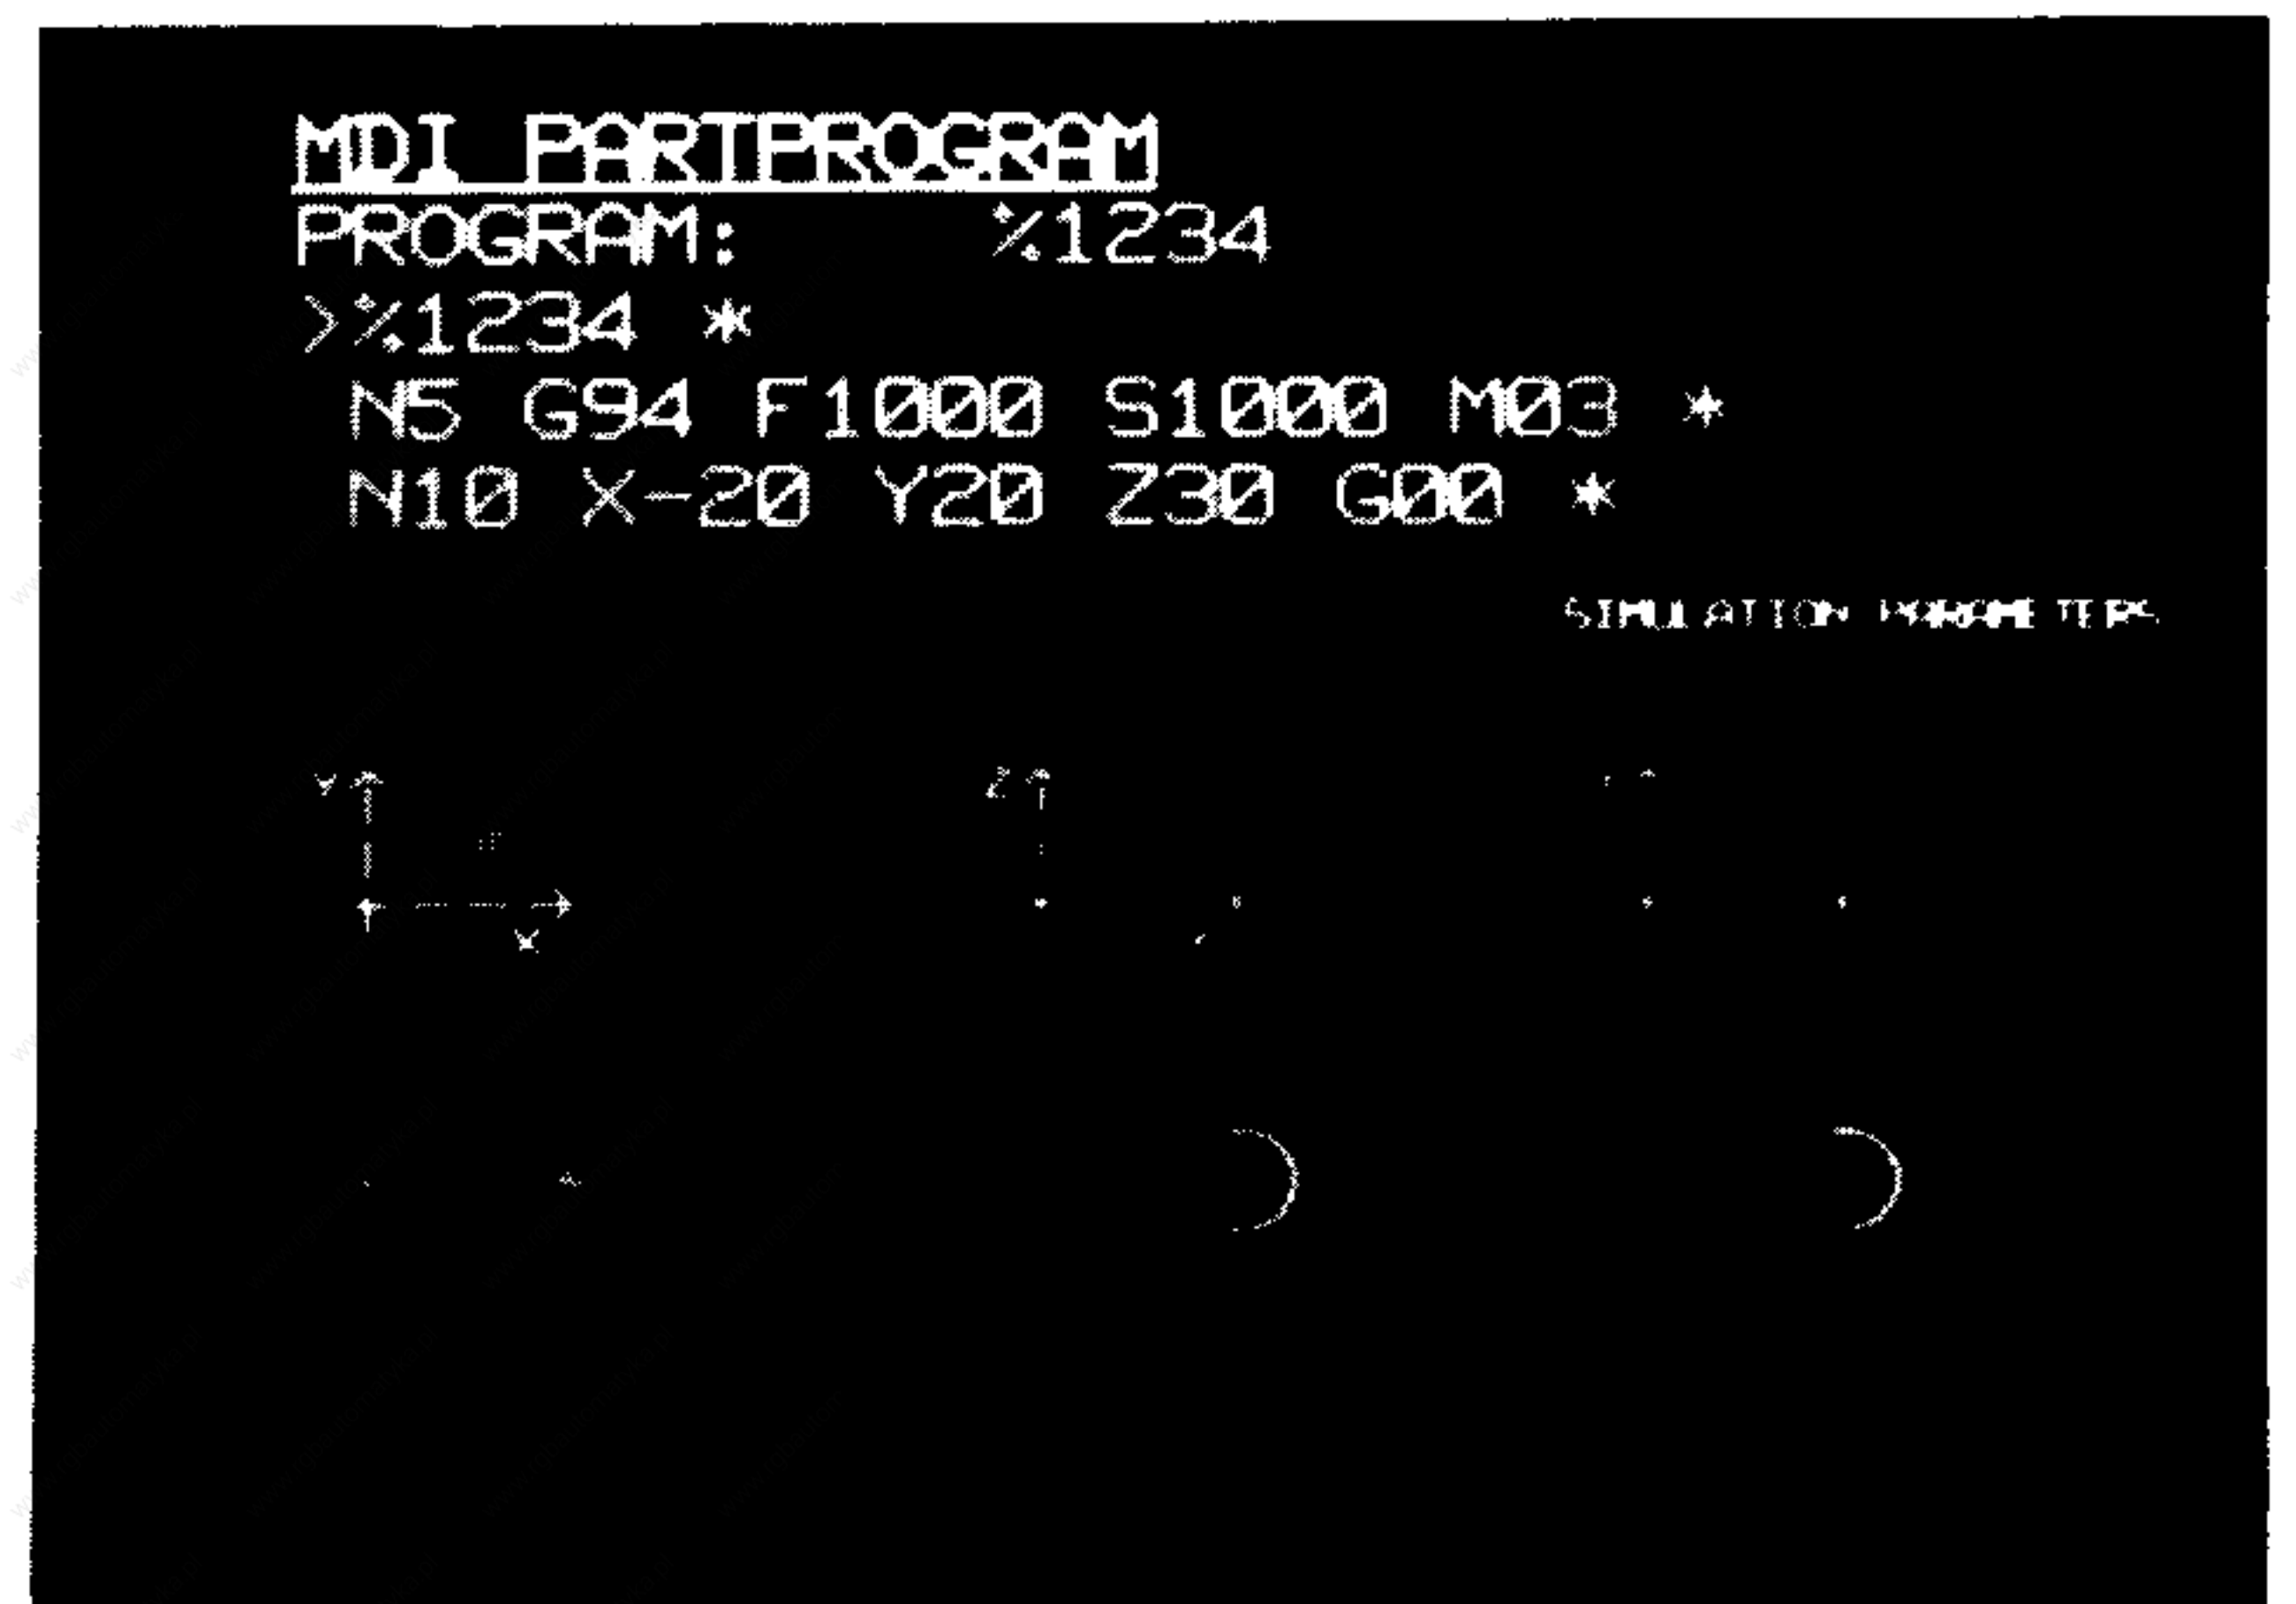 MDI PARTPROGRAM
PROGRAM: %1234
>%1234 *
N5 G94 F1000 S1000 M03 *
N10 X-20 Y20 Z30 G00 *
SIMULATION PARAMETERS
Y Z
X